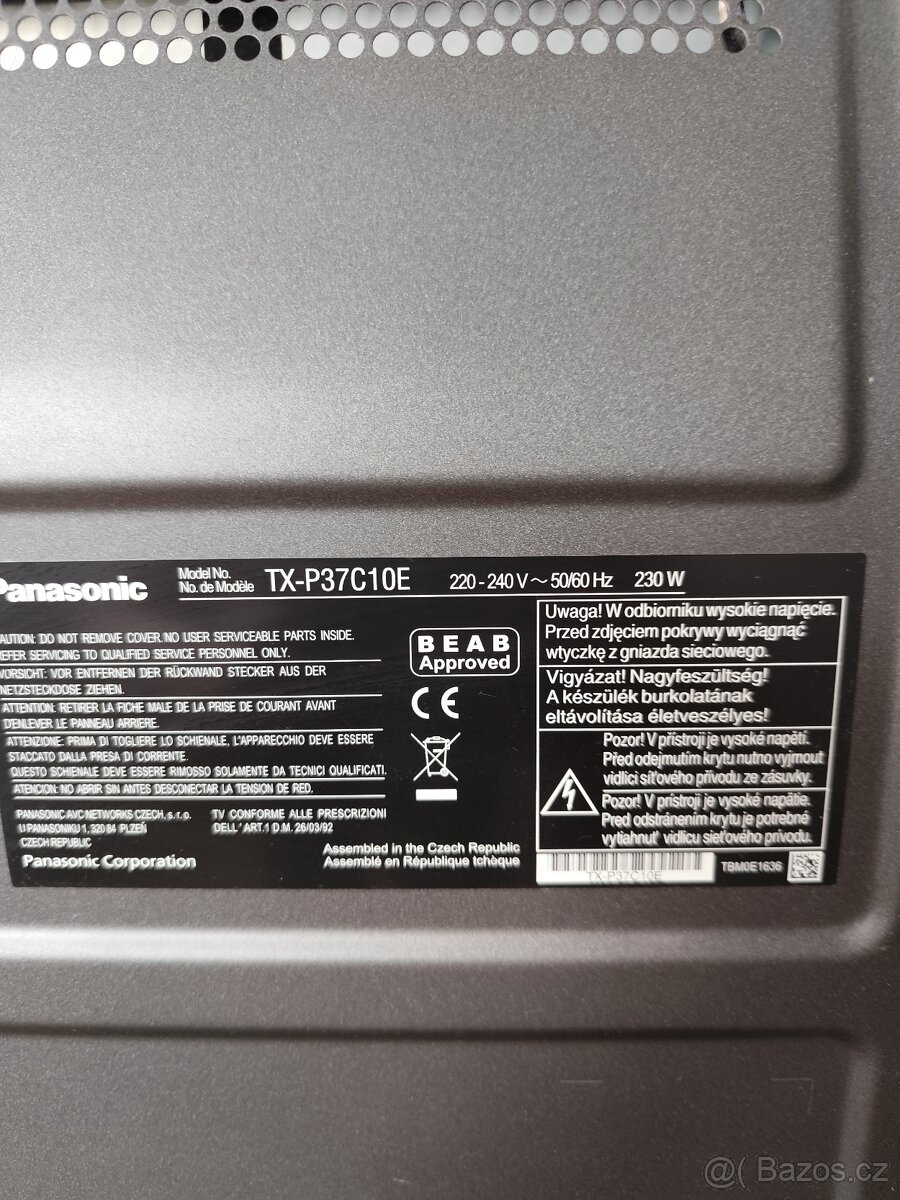 Panasonic
Model No.
No. de Modèle
TX-P37C10E
220 - 240 V ~ 50/60 Hz
230 W
CAUTION: DO NOT REMOVE COVER. NO USER SERVICEABLE PARTS INSIDE.
REFER SERVICING TO QUALIFIED SERVICE PERSONNEL ONLY.
VORSICHT: VOR ENTFERNEN DER RÜCKWAND STECKER AUS DER
NETZSTECKDOSE ZIEHEN.
ATTENTION: RETIRER LA FICHE MALE DE LA PRISE DE COURANT AVANT
D'ENLEVER LE PANNEAU ARRIERE.
ATTENZIONE: PRIMA DI TOGLIERE LO SCHIENALE, L'APPARECCHIO DEVE ESSERE
STACCATO DALLA PRESA DI CORRENTE.
QUESTO SCHIENALE DEVE ESSERE RIMOSSO SOLAMENTE DA TECNICI QUALIFICATI.
ATENCION: NO ABRIR SIN ANTES DESCONECTAR LA TENSION DE RED.
PANASONIC AVC NETWORKS CZECH, s.r.o.
U PANASONIKU 1, 320 84 PLZEŇ
CZECH REPUBLIC
Panasonic Corporation
TV CONFORME ALLE PRESCRIZIONI
DELL' ART.1 D.M. 26/03/92
Assembled in the Czech Republic
Assemblé en République tchèque
BEAB
Approved
CE
Uwaga! W odbiorniku wysokie napięcie.
Przed zdjęciem pokrywy wyciągnąć
wtyczkę z gniazda sieciowego.
Vigyázat! Nagyfeszültség!
A készülék burkolatának
eltávolítása életveszélyes!
Pozor! V přístroji je vysoké napětí.
Před odejmutím krytu nutno vyjmout
vidlici síťového přívodu ze zásuvky.
Pozor! V prístroji je vysoké napätie.
Pred odstránením krytu je potrebné
vytiahnuť vidlicu sieťového prívodu.
TX-P37C10E
TBM0E1636
@( Bazos.cz